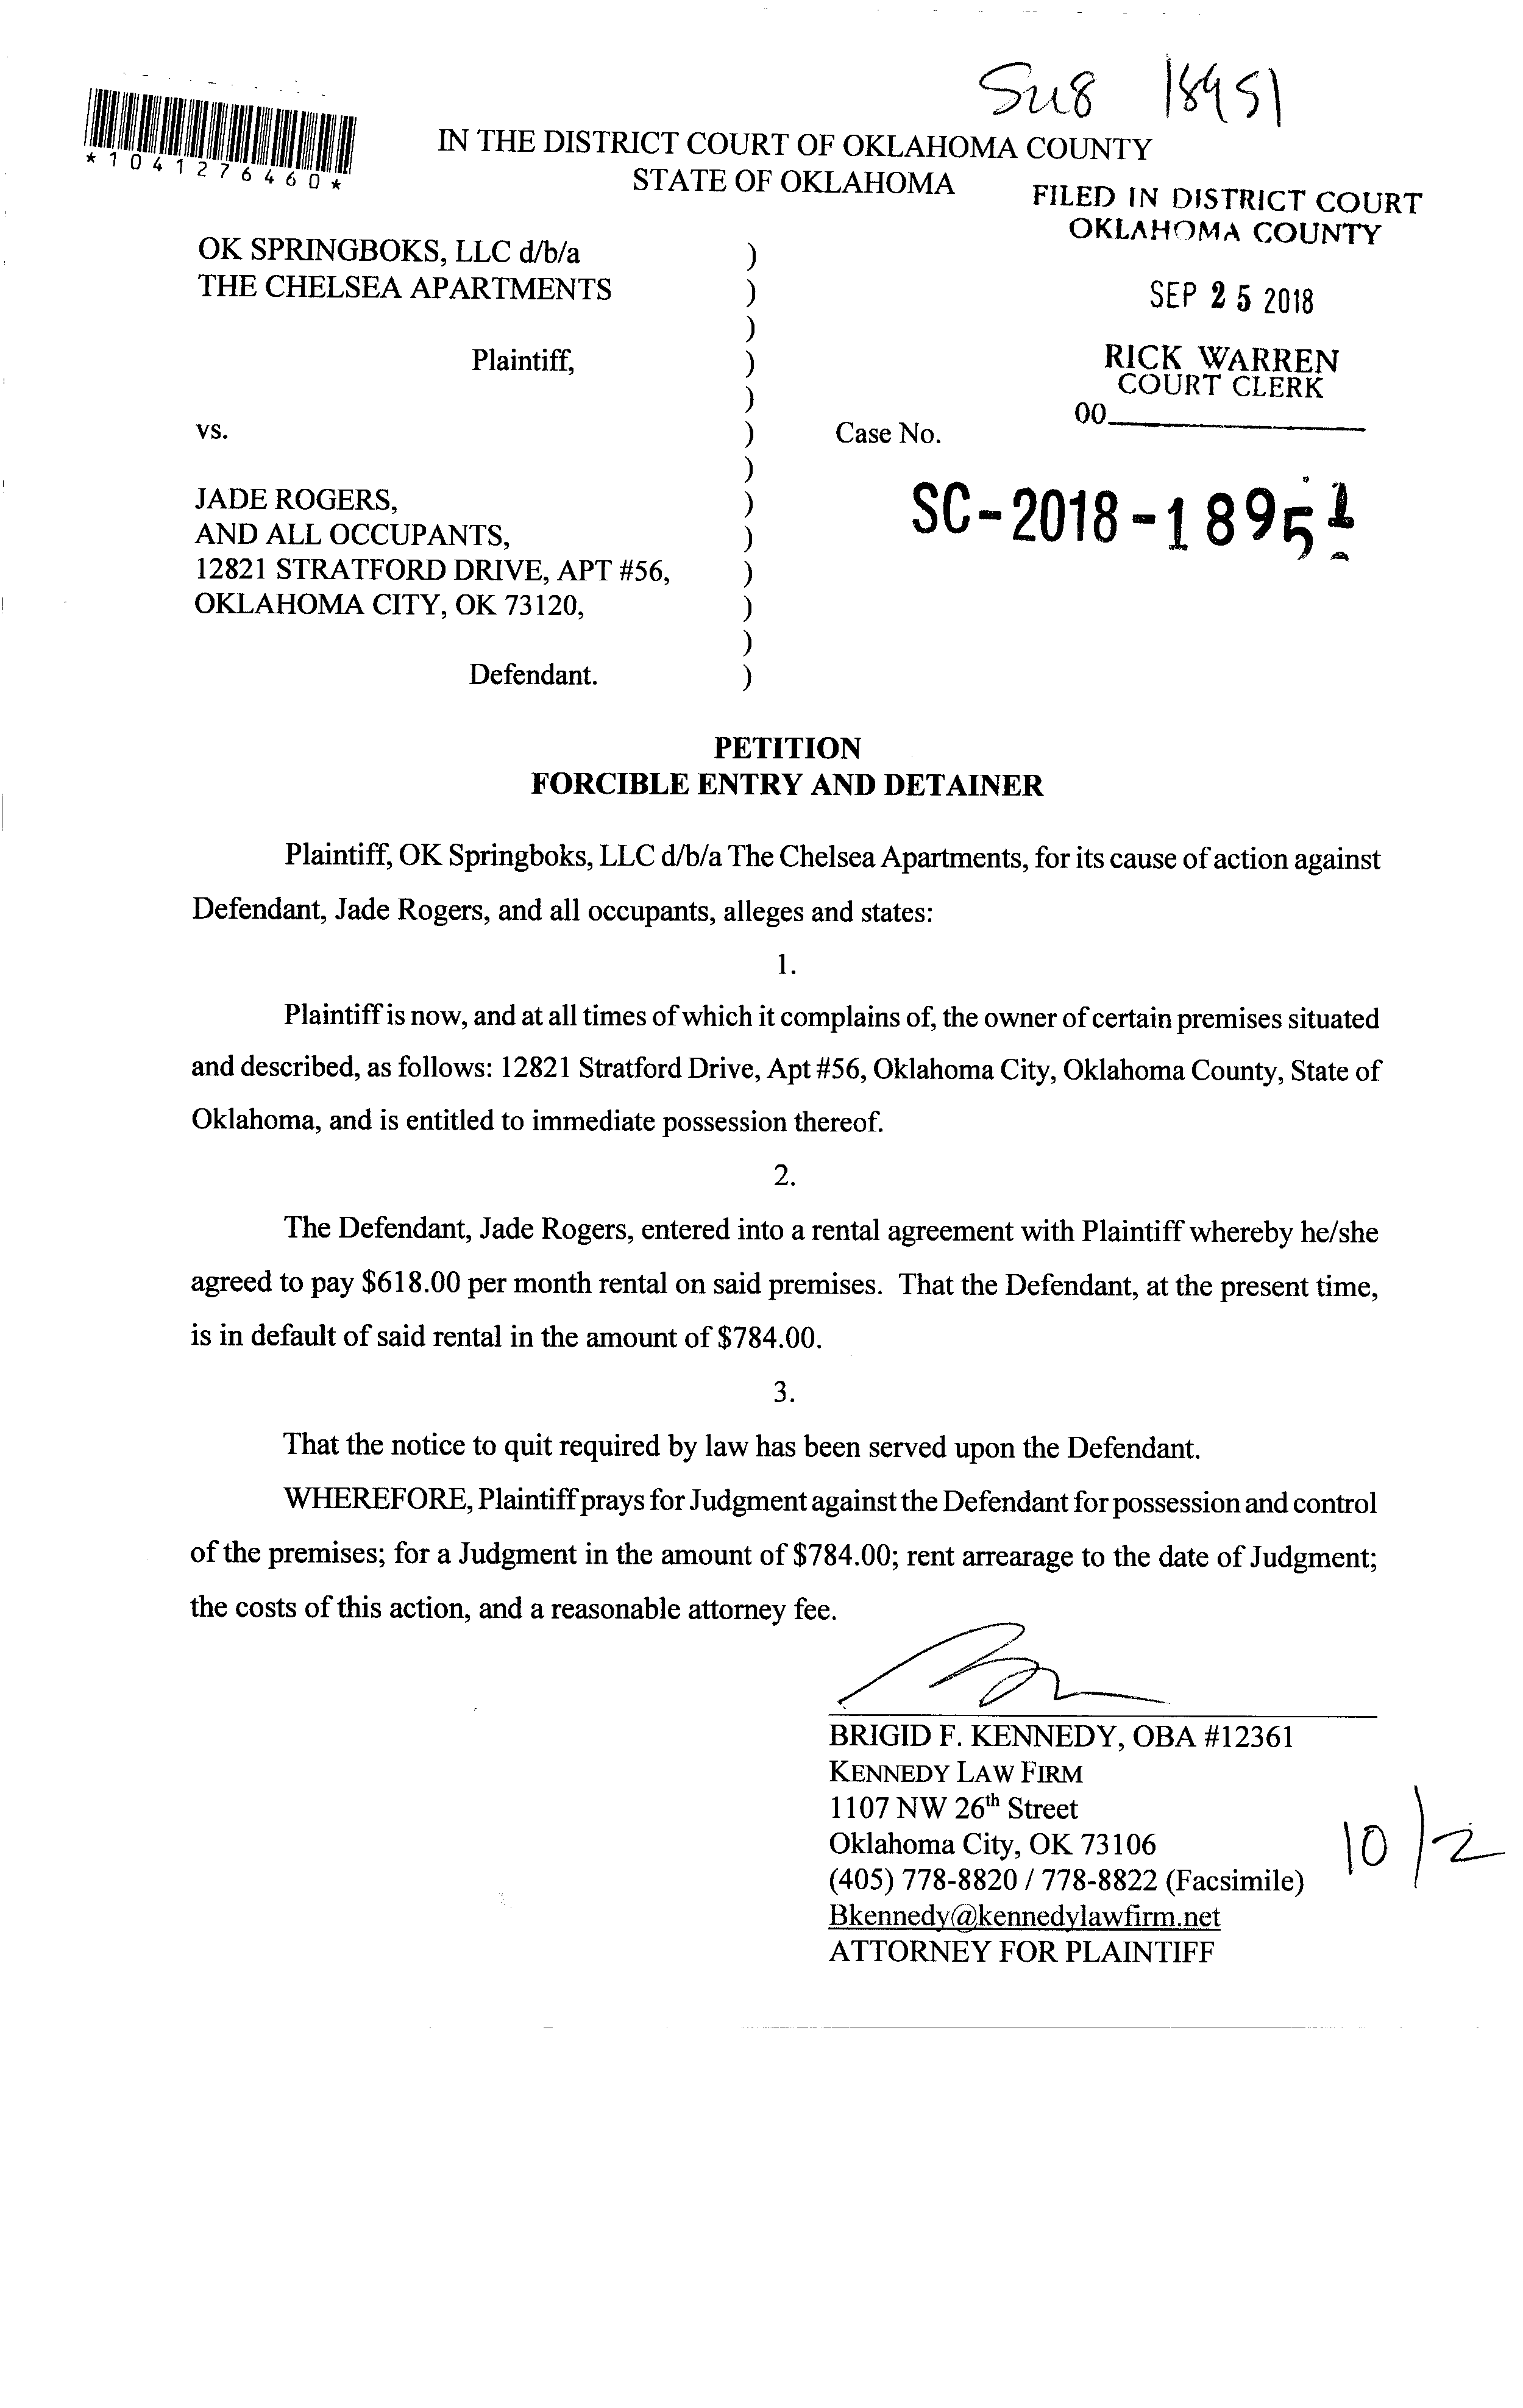 Su8 18951
*1041276460*
IN THE DISTRICT COURT OF OKLAHOMA COUNTY
STATE OF OKLAHOMA
FILED IN DISTRICT COURT
OKLAHOMA COUNTY
SEP 25 2018
RICK WARREN
COURT CLERK
00
OK SPRINGBOKS, LLC d/b/a )
THE CHELSEA APARTMENTS )
)
Plaintiff, )
)
vs. ) Case No.
)
SC-2018-18951
JADE ROGERS, )
AND ALL OCCUPANTS, )
12821 STRATFORD DRIVE, APT #56, )
OKLAHOMA CITY, OK 73120, )
)
Defendant. )
PETITION
FORCIBLE ENTRY AND DETAINER
Plaintiff, OK Springboks, LLC d/b/a The Chelsea Apartments, for its cause of action against
Defendant, Jade Rogers, and all occupants, alleges and states:
1.
Plaintiff is now, and at all times of which it complains of, the owner of certain premises situated
and described, as follows: 12821 Stratford Drive, Apt #56, Oklahoma City, Oklahoma County, State of
Oklahoma, and is entitled to immediate possession thereof.
2.
The Defendant, Jade Rogers, entered into a rental agreement with Plaintiff whereby he/she
agreed to pay $618.00 per month rental on said premises. That the Defendant, at the present time,
is in default of said rental in the amount of $784.00.
3.
That the notice to quit required by law has been served upon the Defendant.
WHEREFORE, Plaintiff prays for Judgment against the Defendant for possession and control
of the premises; for a Judgment in the amount of $784.00; rent arrearage to the date of Judgment;
the costs of this action, and a reasonable attorney fee.
BRIGID F. KENNEDY, OBA #12361
KENNEDY LAW FIRM
1107 NW 26th Street
Oklahoma City, OK 73106
(405) 778-8820 / 778-8822 (Facsimile)
Bkennedy@kennedylawfirm.net
ATTORNEY FOR PLAINTIFF
10/2